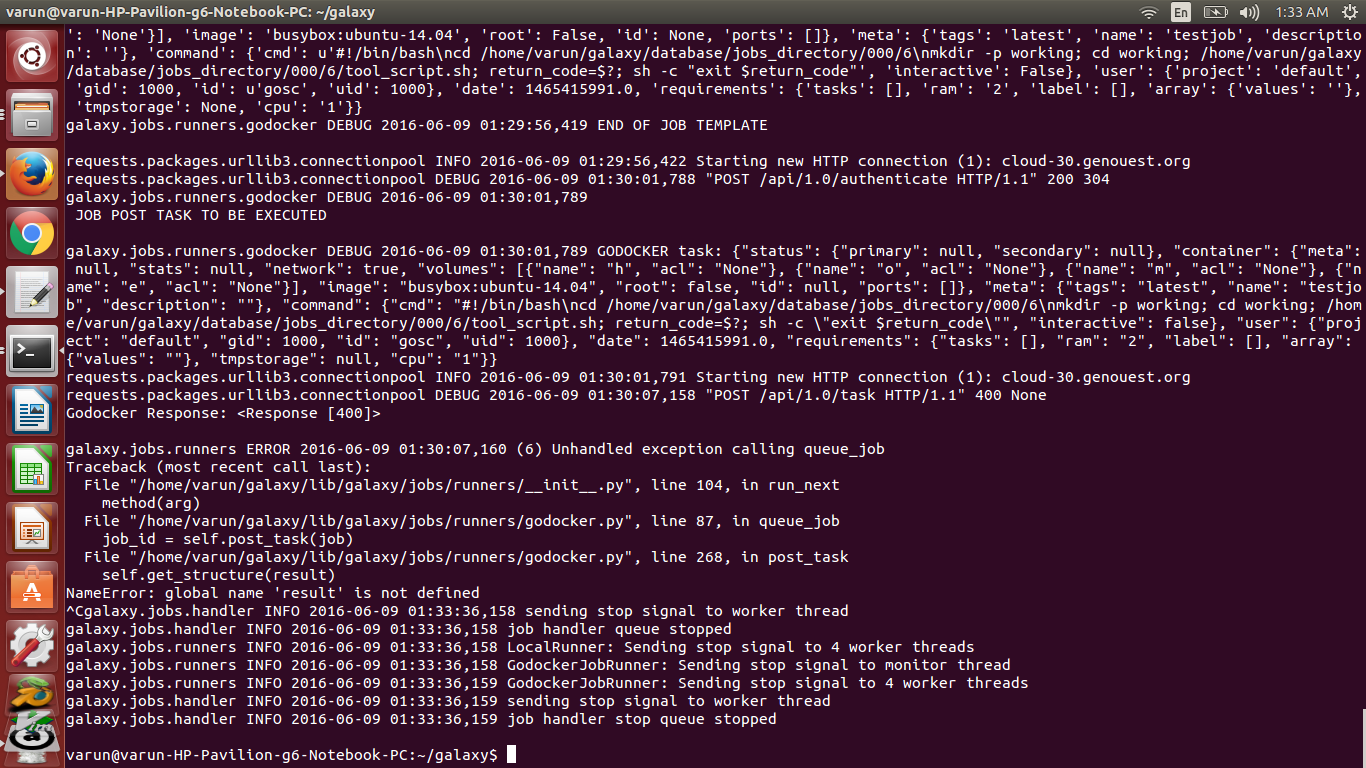 varun@varun-HP-Pavilion-g6-Notebook-PC: ~/galaxy
En
1:33 AM
': 'None'}], 'image': 'busybox:ubuntu-14.04', 'root': False, 'id': None, 'ports': []}, 'meta': {'tags': 'latest', 'name': 'testjob', 'descriptio
n': ''}, 'command': {'cmd': u'#!/bin/bash\ncd /home/varun/galaxy/database/jobs_directory/000/6\nmkdir -p working; cd working; /home/varun/galaxy
/database/jobs_directory/000/6/tool_script.sh; return_code=$?; sh -c "exit $return_code"', 'interactive': False}, 'user': {'project': 'default',
'gid': 1000, 'id': u'gosc', 'uid': 1000}, 'date': 1465415991.0, 'requirements': {'tasks': [], 'ram': '2', 'label': [], 'array': {'values': ''},
'tmpstorage': None, 'cpu': '1'}}
galaxy.jobs.runners.godocker DEBUG 2016-06-09 01:29:56,419 END OF JOB TEMPLATE
requests.packages.urllib3.connectionpool INFO 2016-06-09 01:29:56,422 Starting new HTTP connection (1): cloud-30.genouest.org
requests.packages.urllib3.connectionpool DEBUG 2016-06-09 01:30:01,788 "POST /api/1.0/authenticate HTTP/1.1" 200 304
galaxy.jobs.runners.godocker DEBUG 2016-06-09 01:30:01,789
JOB POST TASK TO BE EXECUTED
galaxy.jobs.runners.godocker DEBUG 2016-06-09 01:30:01,789 GODOCKER task: {"status": {"primary": null, "secondary": null}, "container": {"meta":
null, "stats": null, "network": true, "volumes": [{"name": "h", "acl": "None"}, {"name": "o", "acl": "None"}, {"name": "m", "acl": "None"}, {"n
ame": "e", "acl": "None"}], "image": "busybox:ubuntu-14.04", "root": false, "id": null, "ports": []}, "meta": {"tags": "latest", "name": "testjo
b", "description": ""}, "command": {"cmd": "#!/bin/bash\ncd /home/varun/galaxy/database/jobs_directory/000/6\nmkdir -p working; cd working; /hom
e/varun/galaxy/database/jobs_directory/000/6/tool_script.sh; return_code=$?; sh -c \"exit $return_code\"", "interactive": false}, "user": {"proj
ect": "default", "gid": 1000, "id": "gosc", "uid": 1000}, "date": 1465415991.0, "requirements": {"tasks": [], "ram": "2", "label": [], "array":
{"values": ""}, "tmpstorage": null, "cpu": "1"}}
requests.packages.urllib3.connectionpool INFO 2016-06-09 01:30:01,791 Starting new HTTP connection (1): cloud-30.genouest.org
requests.packages.urllib3.connectionpool DEBUG 2016-06-09 01:30:07,158 "POST /api/1.0/task HTTP/1.1" 400 None
Godocker Response: <Response [400]>
galaxy.jobs.runners ERROR 2016-06-09 01:30:07,160 (6) Unhandled exception calling queue_job
Traceback (most recent call last):
File "/home/varun/galaxy/lib/galaxy/jobs/runners/__init__.py", line 104, in run_next
method(arg)
File "/home/varun/galaxy/lib/galaxy/jobs/runners/godocker.py", line 87, in queue_job
job_id = self.post_task(job)
File "/home/varun/galaxy/lib/galaxy/jobs/runners/godocker.py", line 268, in post_task
self.get_structure(result)
NameError: global name 'result' is not defined
^Cgalaxy.jobs.handler INFO 2016-06-09 01:33:36,158 sending stop signal to worker thread
galaxy.jobs.handler INFO 2016-06-09 01:33:36,158 job handler queue stopped
galaxy.jobs.runners INFO 2016-06-09 01:33:36,158 LocalRunner: Sending stop signal to 4 worker threads
galaxy.jobs.runners INFO 2016-06-09 01:33:36,158 GodockerJobRunner: Sending stop signal to monitor thread
galaxy.jobs.runners INFO 2016-06-09 01:33:36,159 GodockerJobRunner: Sending stop signal to 4 worker threads
galaxy.jobs.handler INFO 2016-06-09 01:33:36,159 sending stop signal to worker thread
galaxy.jobs.handler INFO 2016-06-09 01:33:36,159 job handler stop queue stopped
varun@varun-HP-Pavilion-g6-Notebook-PC:~/galaxy$